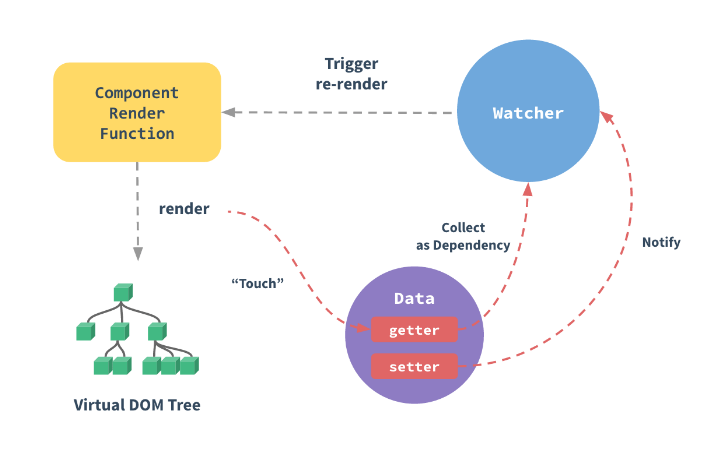 Trigger
re-render
Component
Render
Function
Watcher
render
Collect
as Dependency
Notify
“Touch”
Data
getter
setter
Virtual DOM Tree